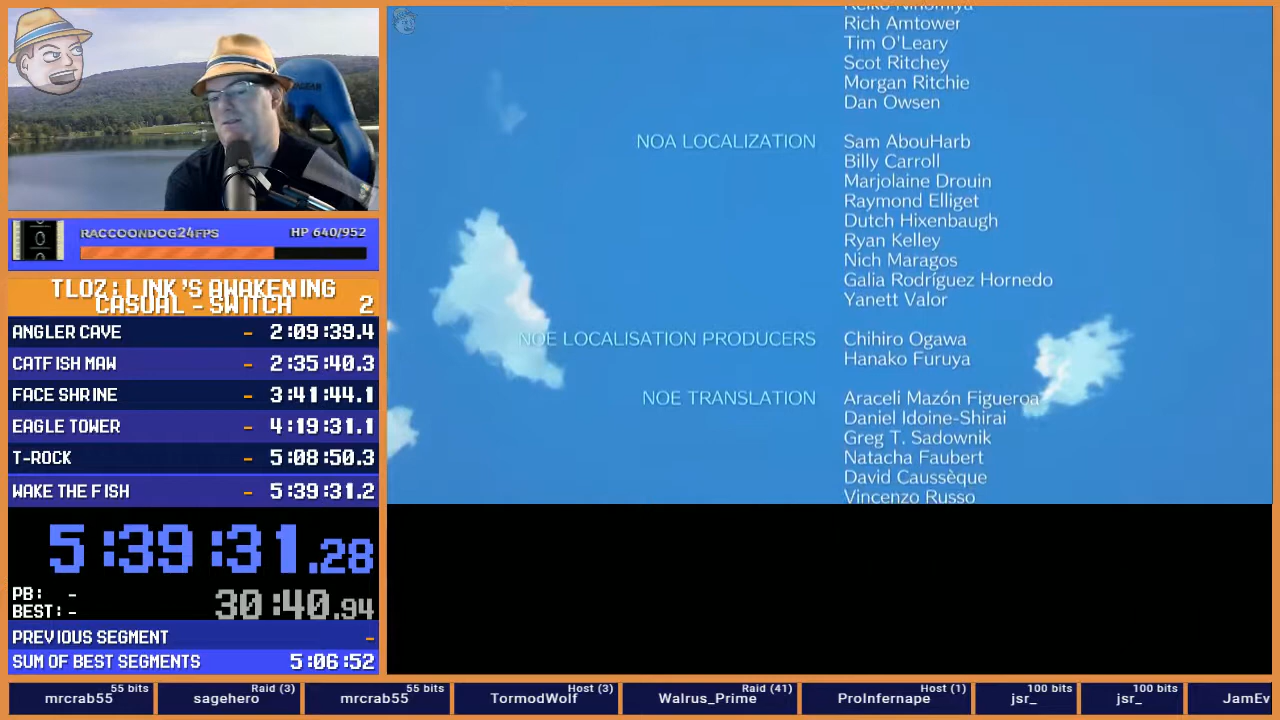 RACCOONDOG24FPS HP 640/952
TLOZ: LINK'S AWAKENING
CASUAL - SWITCH 2
ANGLER CAVE - 2:09:39.4
CATFISH MAW - 2:35:40.3
FACE SHRINE - 3:41:44.1
EAGLE TOWER - 4:19:31.1
T-ROCK - 5:08:50.3
WAKE THE FISH - 5:39:31.2
5:39:31.28
PB: -
BEST: -
30:40.94
PREVIOUS SEGMENT -
SUM OF BEST SEGMENTS 5:06:52
Keiko Ninomiya
Rich Amtower
Tim O'Leary
Scot Ritchey
Morgan Ritchie
Dan Owsen
NOA LOCALIZATION Sam AbouHarb
Billy Carroll
Marjolaine Drouin
Raymond Elliget
Dutch Hixenbaugh
Ryan Kelley
Nich Maragos
Galia Rodríguez Hornedo
Yanett Valor
NOE LOCALISATION PRODUCERS Chihiro Ogawa
Hanako Furuya
NOE TRANSLATION Araceli Mazón Figueroa
Daniel Idoine-Shirai
Greg T. Sadownik
Natacha Faubert
David Caussèque
Vincenzo Russo
55 bits
mrcrab55
Raid (3)
sagehero
55 bits
mrcrab55
Host (3)
TormodWolf
Raid (41)
Walrus_Prime
Host (1)
ProInfernape
100 bits
jsr_
100 bits
jsr_
JamEv